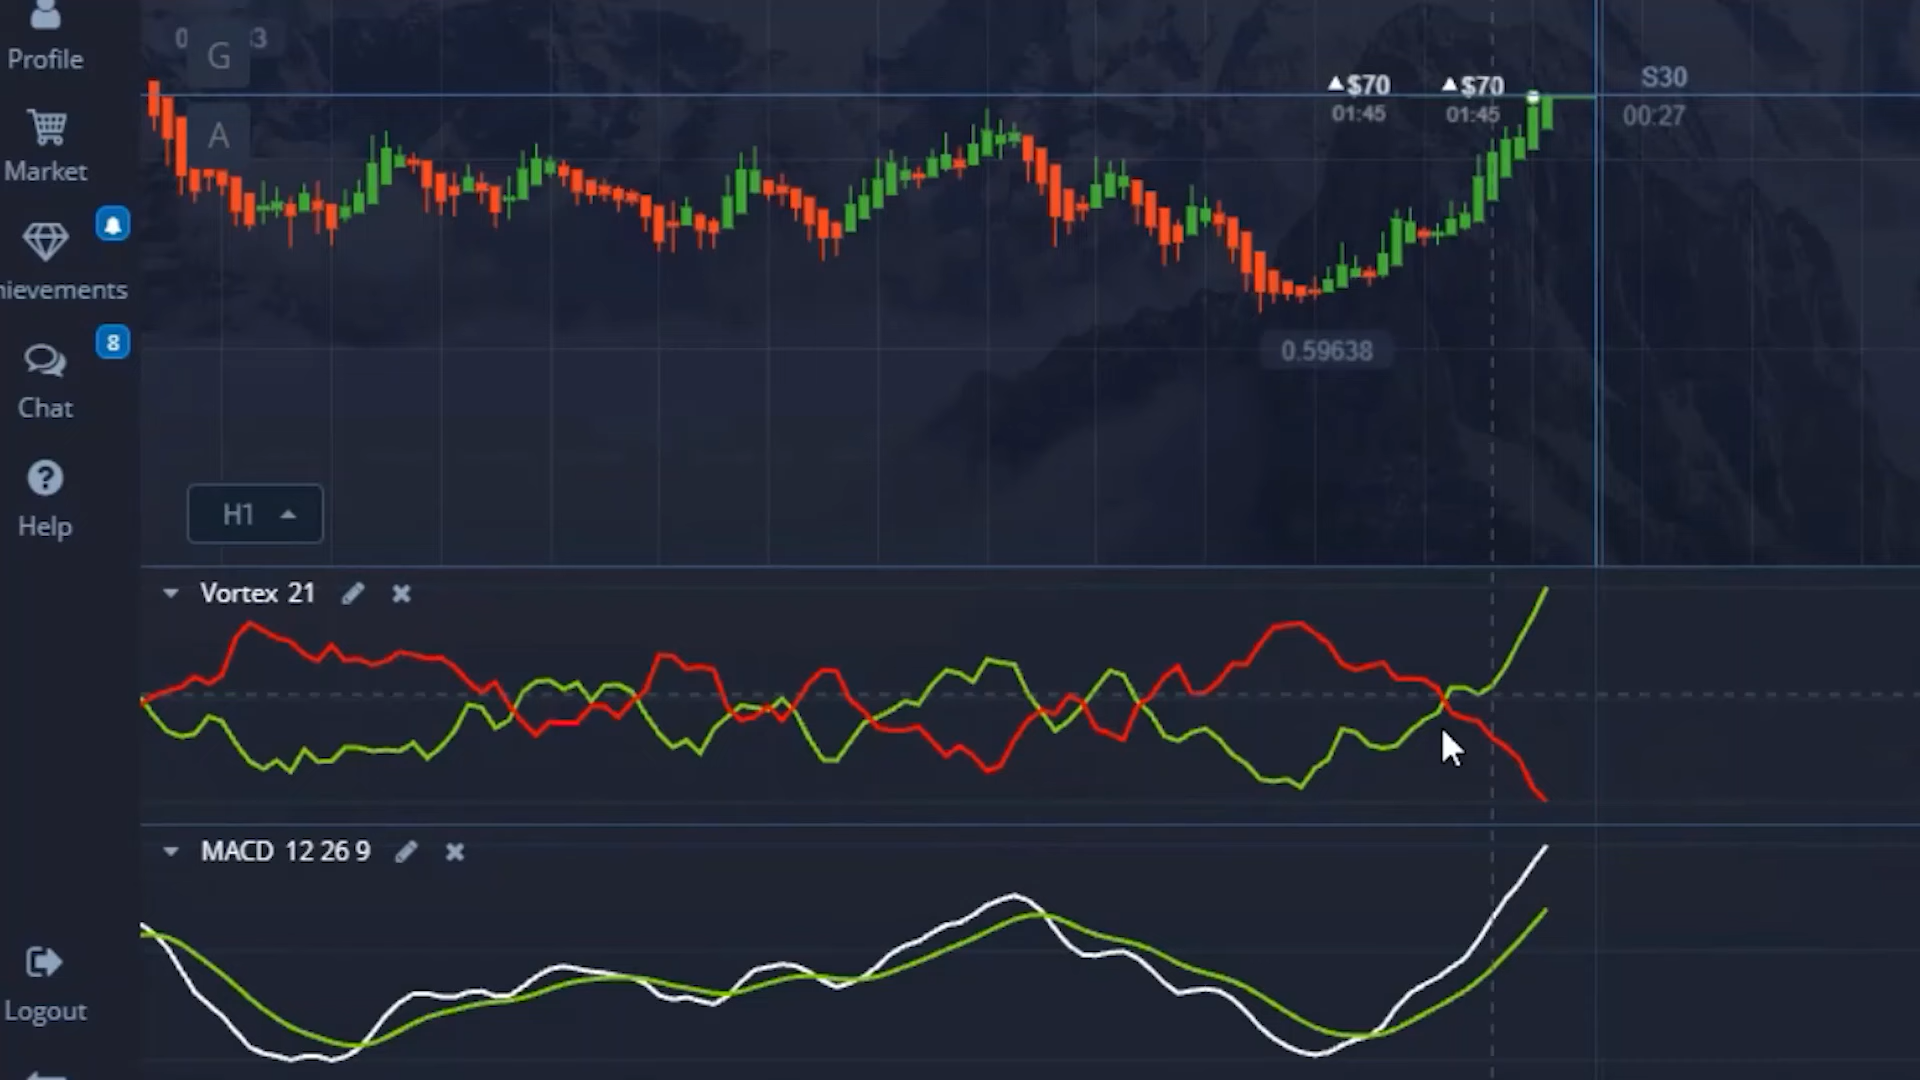 Profile
G
A
▲$70
01:45
▲$70
01:45
S30
00:27
Market
hievements
8
Chat
0.59638
Help
H1
Vortex 21
MACD 12 26 9
Logout